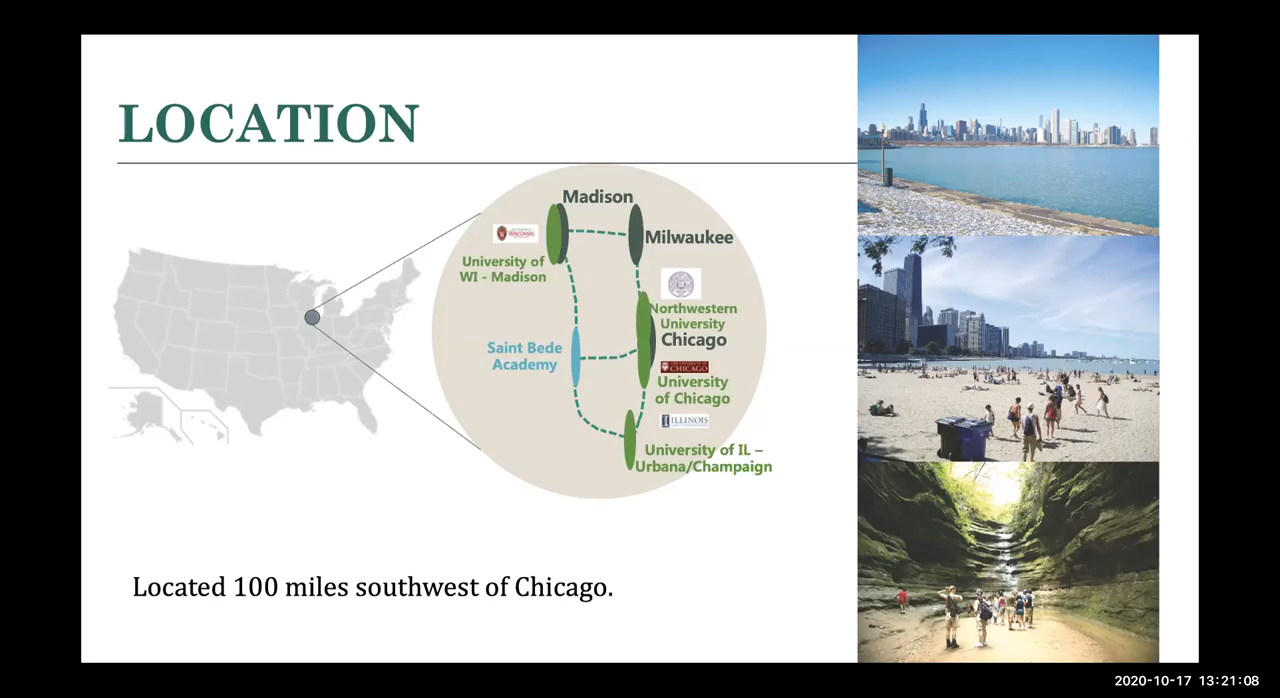 LOCATION
Madison
WISCONSIN
Milwaukee
University of
WI - Madison
Northwestern
University
Chicago
Saint Bede
Academy
CHICAGO
University
of Chicago
ILLINOIS
University of IL –
Urbana/Champaign
Located 100 miles southwest of Chicago.
2020-10-17 13:21:08